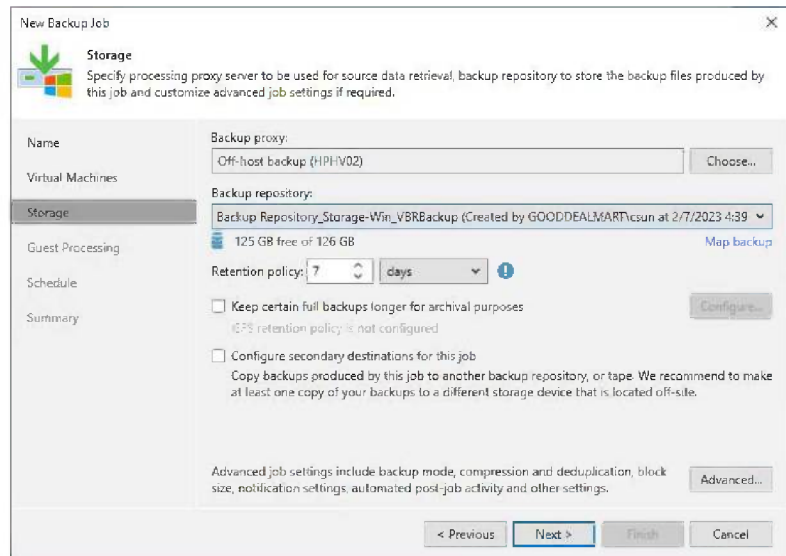 New Backup Job
Storage
Specify processing proxy server to be used for source data retrieval, backup repository to store the backup files produced by
this job and customize advanced job settings if required.
Name
Virtual Machines
Storage
Guest Processing
Schedule
Summary
Backup proxy:
Off-host backup (HPHV02)
Choose...
Backup repository:
Backup Repository_Storage-Win_VBRBackup (Created by GOODDEALMART\csun at 2/7/2023 4:39
125 GB free of 126 GB
Map backup
Retention policy: 7 days
Keep certain full backups longer for archival purposes
Configure...
GFS retention policy is not configured
Configure secondary destinations for this job
Copy backups produced by this job to another backup repository, or tape. We recommend to make
at least one copy of your backups to a different storage device that is located off-site.
Advanced job settings include backup mode, compression and deduplication, block
size, notification settings, automated post-job activity and other settings.
Advanced...
< Previous
Next >
Finish
Cancel